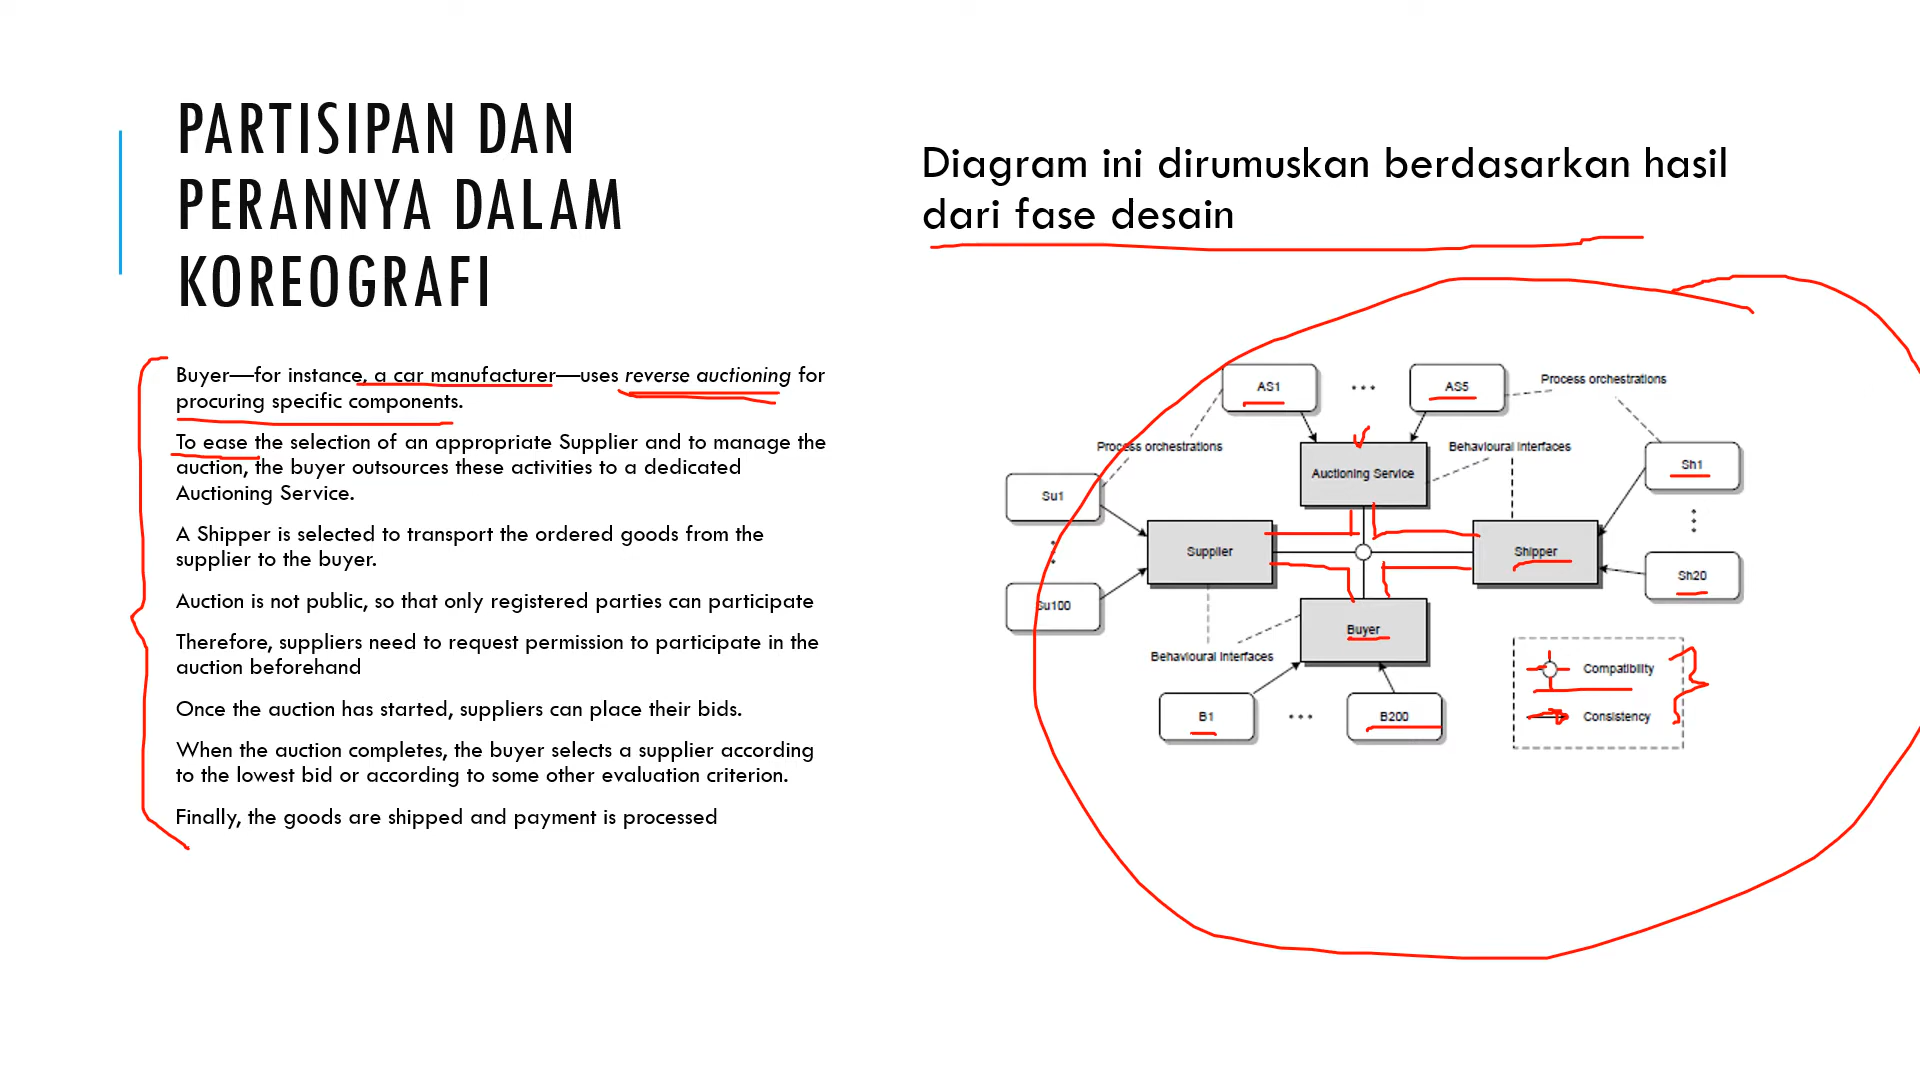 PARTISIPAN DAN
PERANNYA DALAM
KOREOGRAFI
Buyer—for instance, a car manufacturer—uses reverse auctioning for
procuring specific components.
To ease the selection of an appropriate Supplier and to manage the
auction, the buyer outsources these activities to a dedicated
Auctioning Service.
A Shipper is selected to transport the ordered goods from the
supplier to the buyer.
Auction is not public, so that only registered parties can participate
Therefore, suppliers need to request permission to participate in the
auction beforehand
Once the auction has started, suppliers can place their bids.
When the auction completes, the buyer selects a supplier according
to the lowest bid or according to some other evaluation criterion.
Finally, the goods are shipped and payment is processed
Diagram ini dirumuskan berdasarkan hasil
dari fase desain
AS1
AS5
Process orchestrations
Process orchestrations
Behavioural Interfaces
Auctioning Service
Sh1
Su1
Supplier
Shipper
Sh20
Su100
Buyer
Behavioural Interfaces
B1
B200
Compatibility
Consistency